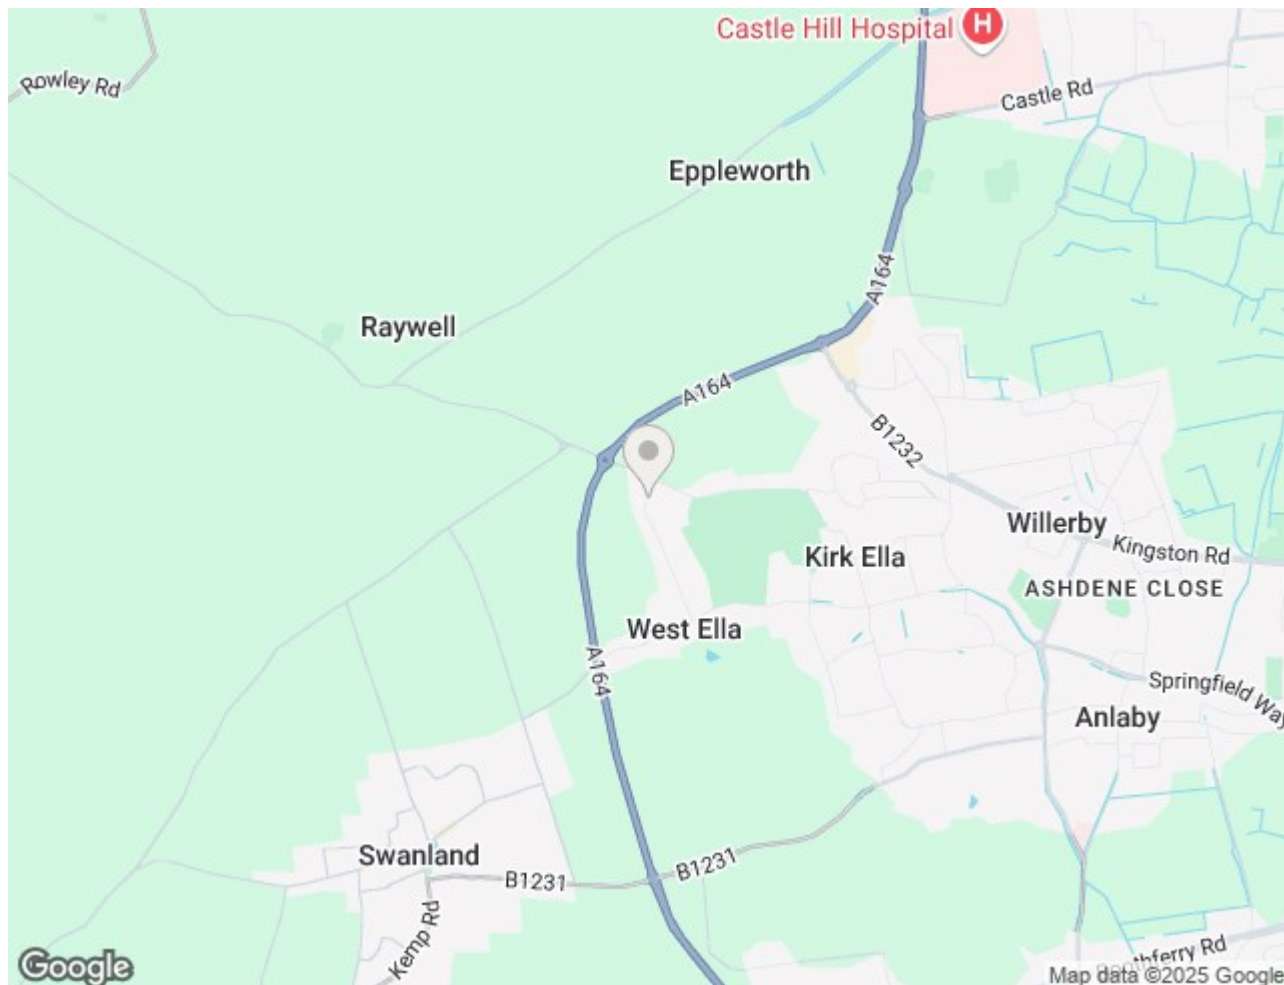 Castle Hill Hospital
H
Rowley Rd
Castle Rd
Eppleworth
A164
Raywell
A164
B1232
Willerby
Kingston Rd
Kirk Ella
ASHDENE CLOSE
West Ella
A164
Springfield Way
Anlaby
Swanland
B1231
B1231
Kemp Rd
Google
Map data ©2025 Google